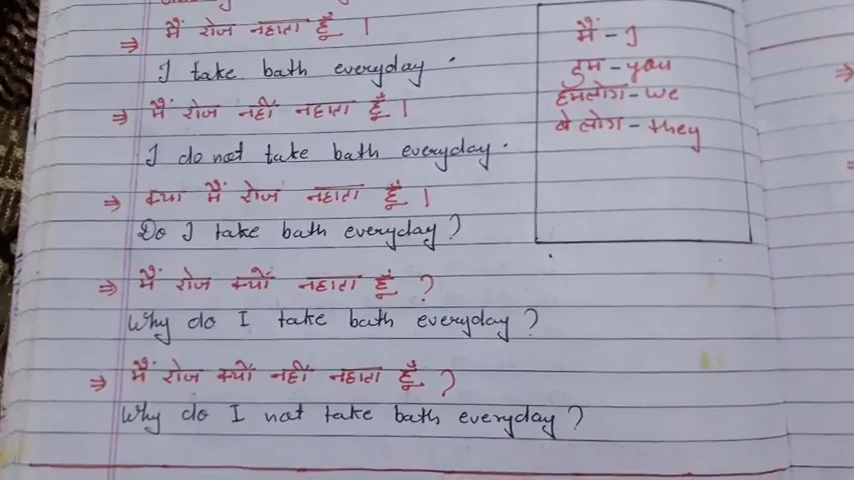 ⇒ मैं रोज नहाता हूँ ।
I take bath everyday.
⇒ मैं रोज नहीं नहाता हूँ ।
I do not take bath everyday.
⇒ क्या मैं रोज नहाता हूँ ।
Do I take bath everyday?
⇒ मैं रोज क्यों नहाता हूँ ?
Why do I take bath everyday?
⇒ मैं रोज क्यों नहीं नहाता हूँ ?
Why do I not take bath everyday?
मैं - I
तुम - you
हमलोग - we
वे लोग - they